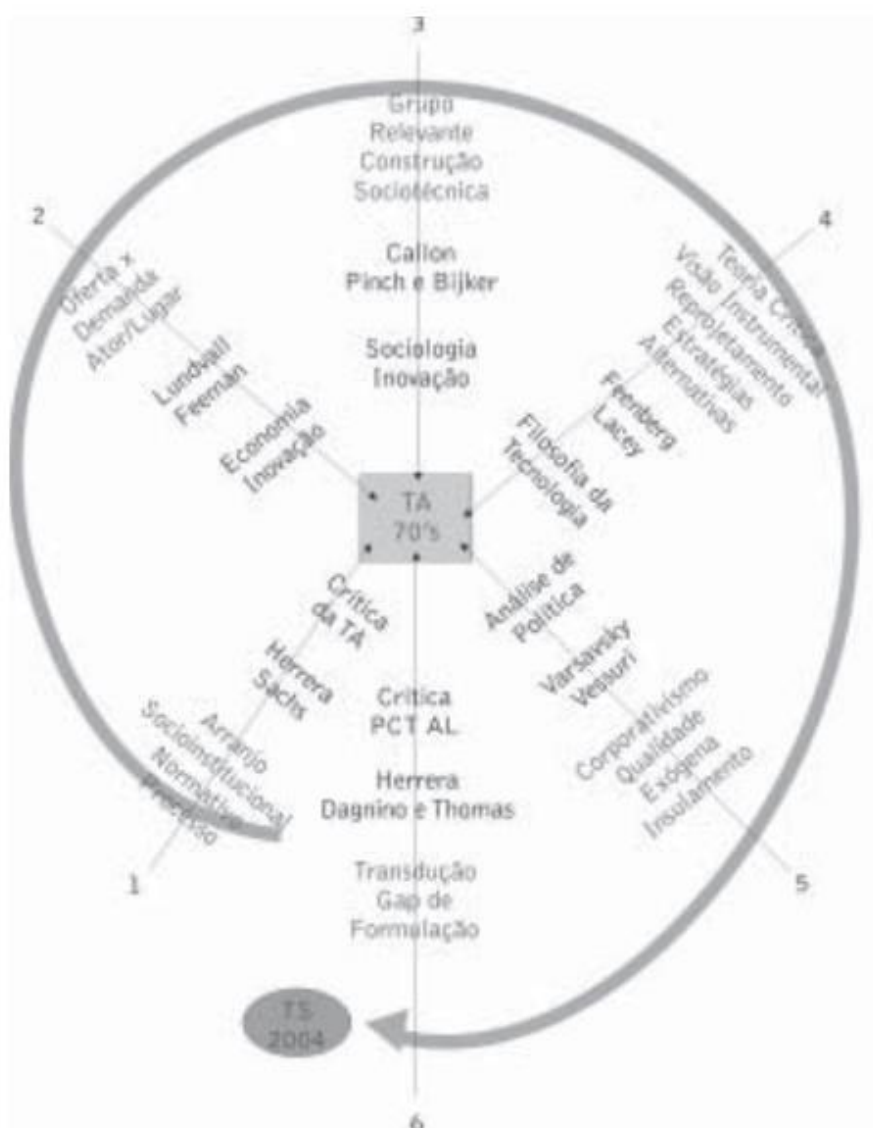 3
Grupo
Relevante
Construção
Sociotécnica
Callon
Pinch e Bijker
Sociologia
Inovação
2
Oferta x
Demanda
Ator/Lugar
Lundvall
Feeman
Economia
Inovação
4
Teoria Crítica
Visão Instrumental
Reprojetamento
Estratégias
Alternativas
Feenberg
Lacey
Filosofia da
Tecnologia
TA
70's
Crítica
da TA
Herrera
Sachs
Arranjo
Socioinstitucional
Normativo
Processo
1
Análise de
Política
Varsavsky
Vessuri
Corporativismo
Qualidade
Exógena
Insulamento
5
Crítica
PCT AL
Herrera
Dagnino e Thomas
Transdução
Gap de
Formulação
TS
2004
6